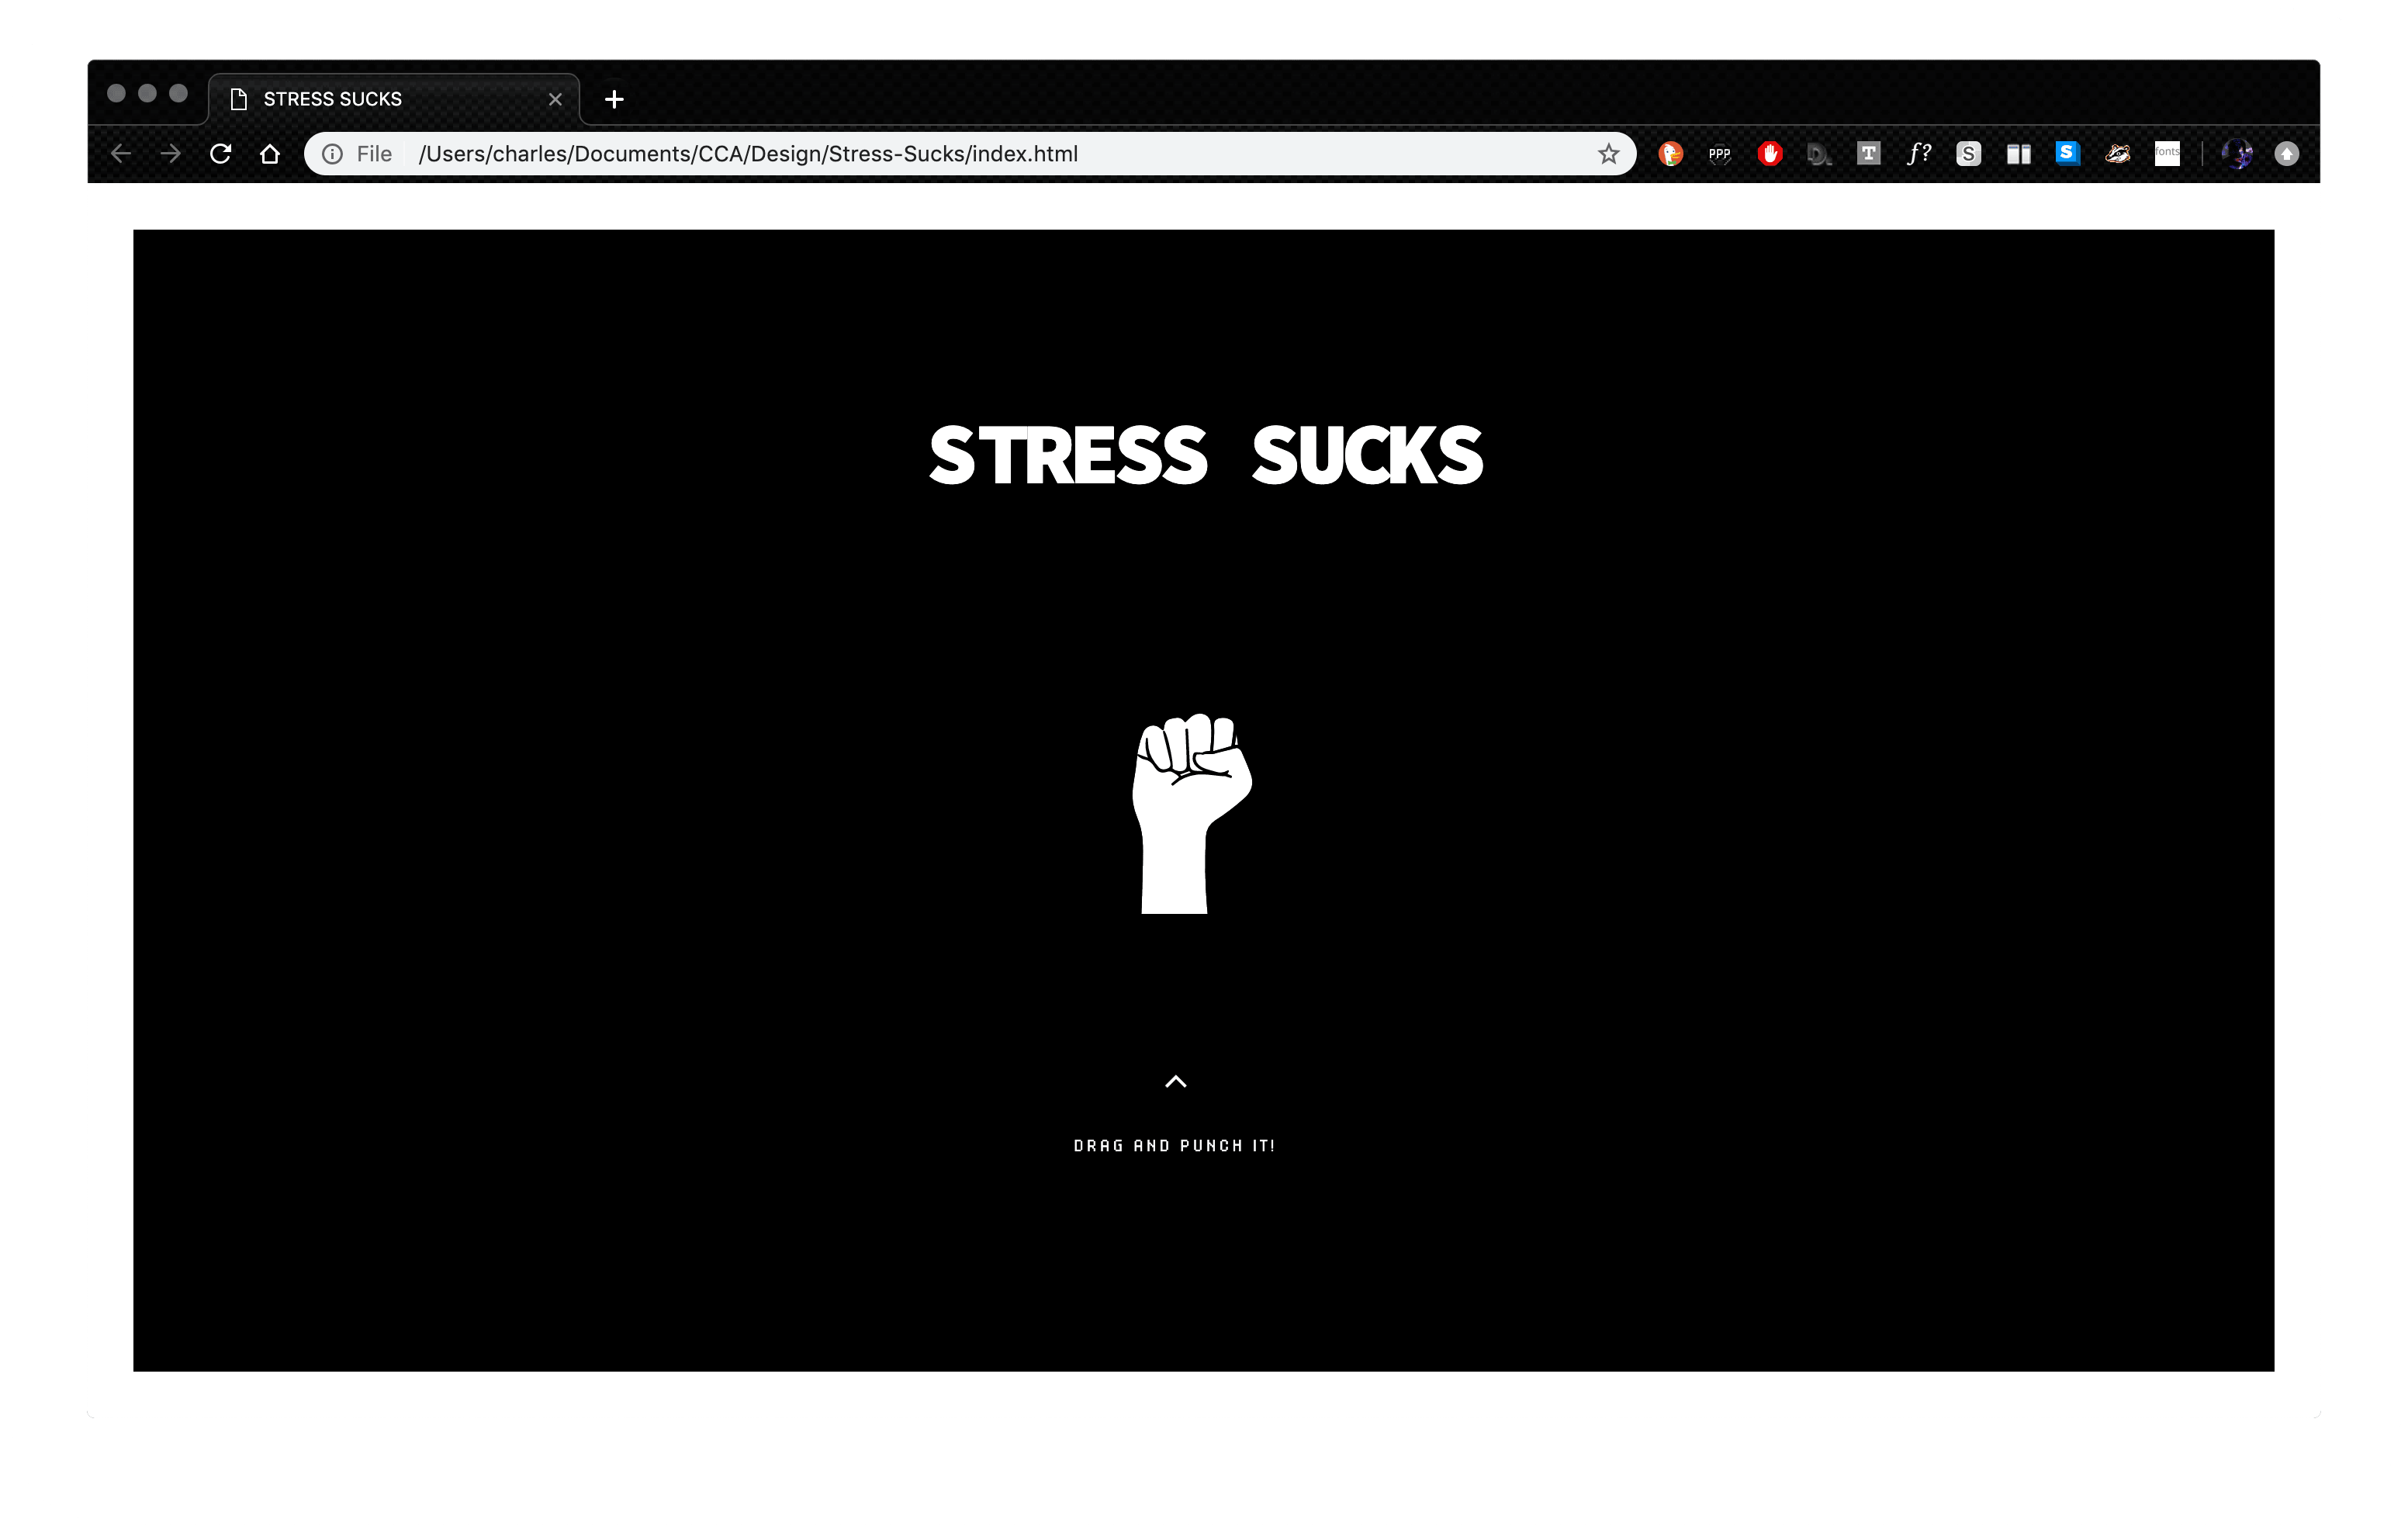 STRESS SUCKS
File /Users/charles/Documents/CCA/Design/Stress-Sucks/index.html
PPP
D.
T
f?
S
S
fonts
STRESS SUCKS
DRAG AND PUNCH IT!